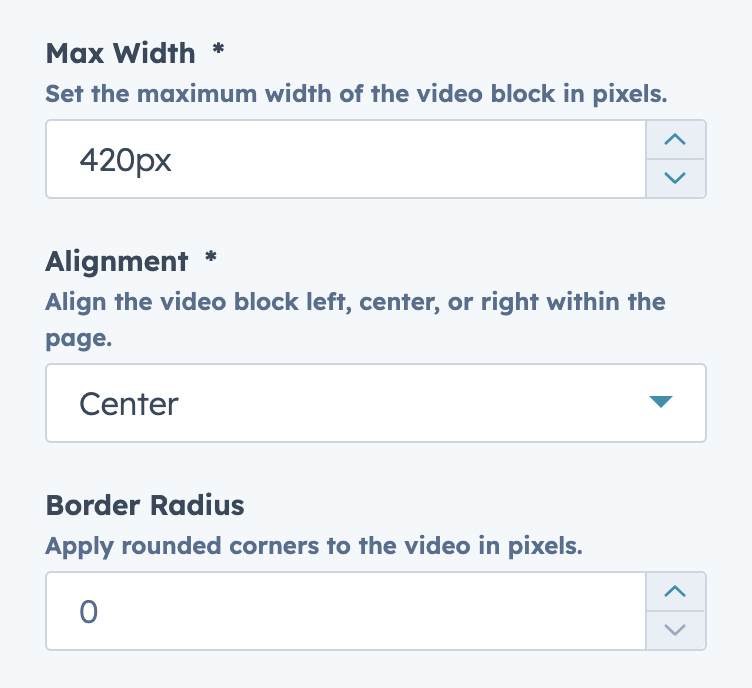 Max Width *
Set the maximum width of the video block in pixels.
420px
Alignment *
Align the video block left, center, or right within the
page.
Center
Border Radius
Apply rounded corners to the video in pixels.
0